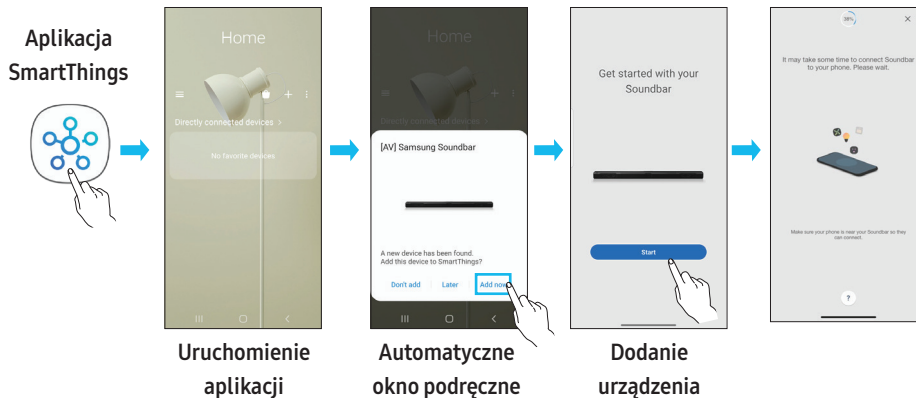 Aplikacja
SmartThings
Home
Directly connected devices >
No favorite devices
Uruchomienie
aplikacji
Home
Directly connected devices >
[AV] Samsung Soundbar
A new device has been found.
Add this device to SmartThings?
Don't add Later Add now
Automatyczne
okno podręczne
Get started with your
Soundbar
Start
Dodanie
urządzenia
38%
It may take some time to connect Soundbar
to your phone. Please wait.
Make sure your phone is near your Soundbar so they
can connect.
?